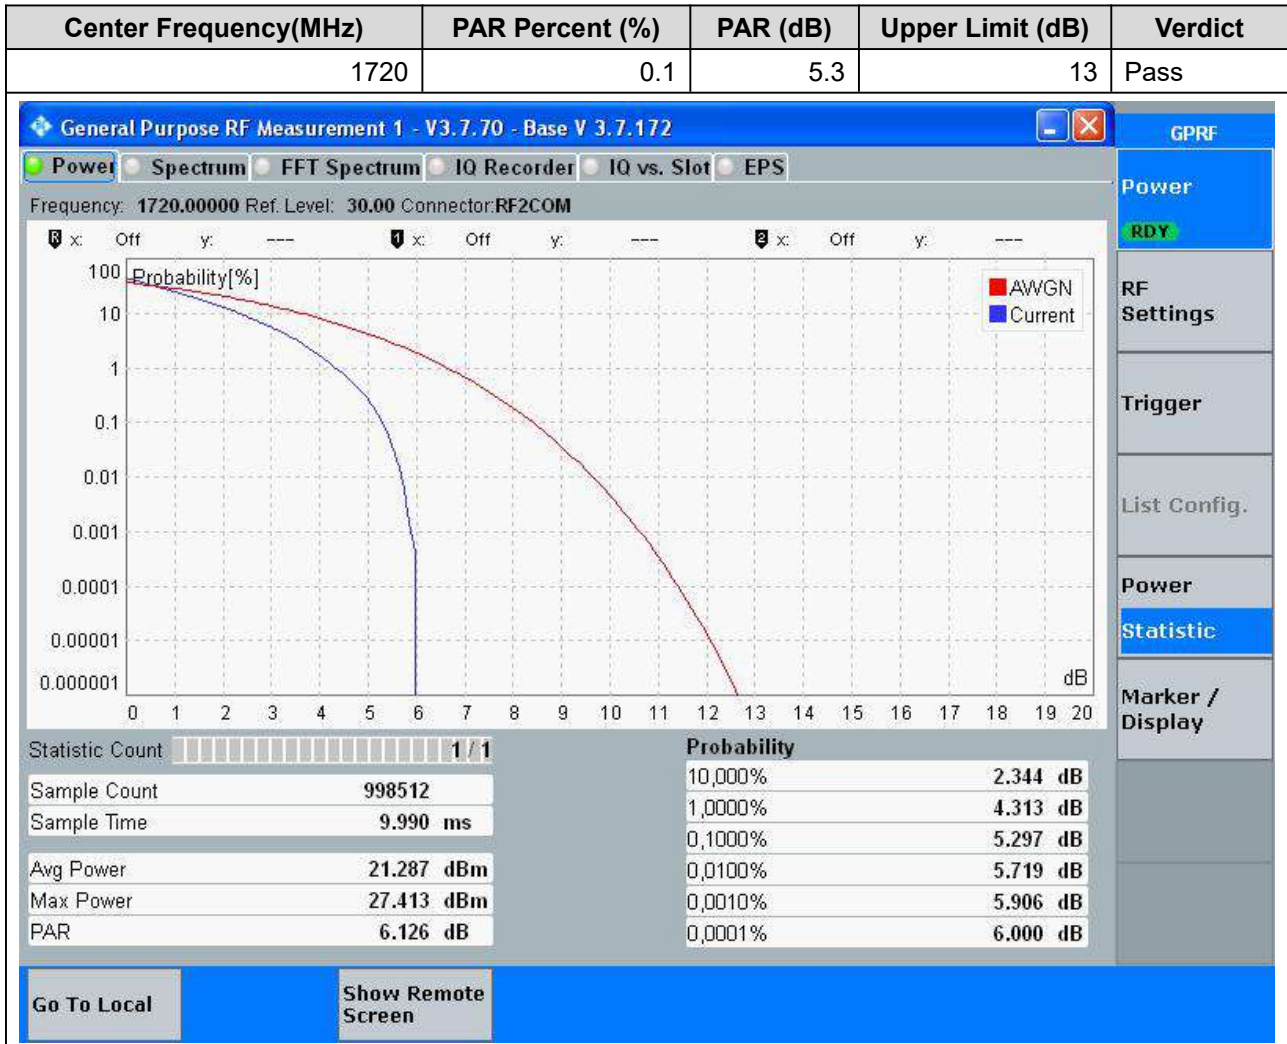 Center Frequency(MHz) PAR Percent (%) PAR (dB) Upper Limit (dB) Verdict
1720 0.1 5.3 13 Pass
General Purpose RF Measurement 1 - V3.7.70 - Base V 3.7.172
GPRF
Power Spectrum FFT Spectrum IQ Recorder IQ vs. Slot EPS
Frequency: 1720.00000 Ref. Level: 30.00 Connector:RF2COM
R x: Off y: --- 1 x: Off y: --- 2 x: Off y: ---
Probability[%]
100
10
1
0.1
0.01
0.001
0.0001
0.00001
0.000001
AWGN
Current
dB
0 1 2 3 4 5 6 7 8 9 10 11 12 13 14 15 16 17 18 19 20
Statistic Count 1 / 1
Sample Count 998512
Sample Time 9.990 ms
Avg Power 21.287 dBm
Max Power 27.413 dBm
PAR 6.126 dB
Probability
10,000% 2.344 dB
1,0000% 4.313 dB
0,1000% 5.297 dB
0,0100% 5.719 dB
0,0010% 5.906 dB
0,0001% 6.000 dB
Power
RDY
RF
Settings
Trigger
List Config.
Power
Statistic
Marker /
Display
Go To Local
Show Remote
Screen